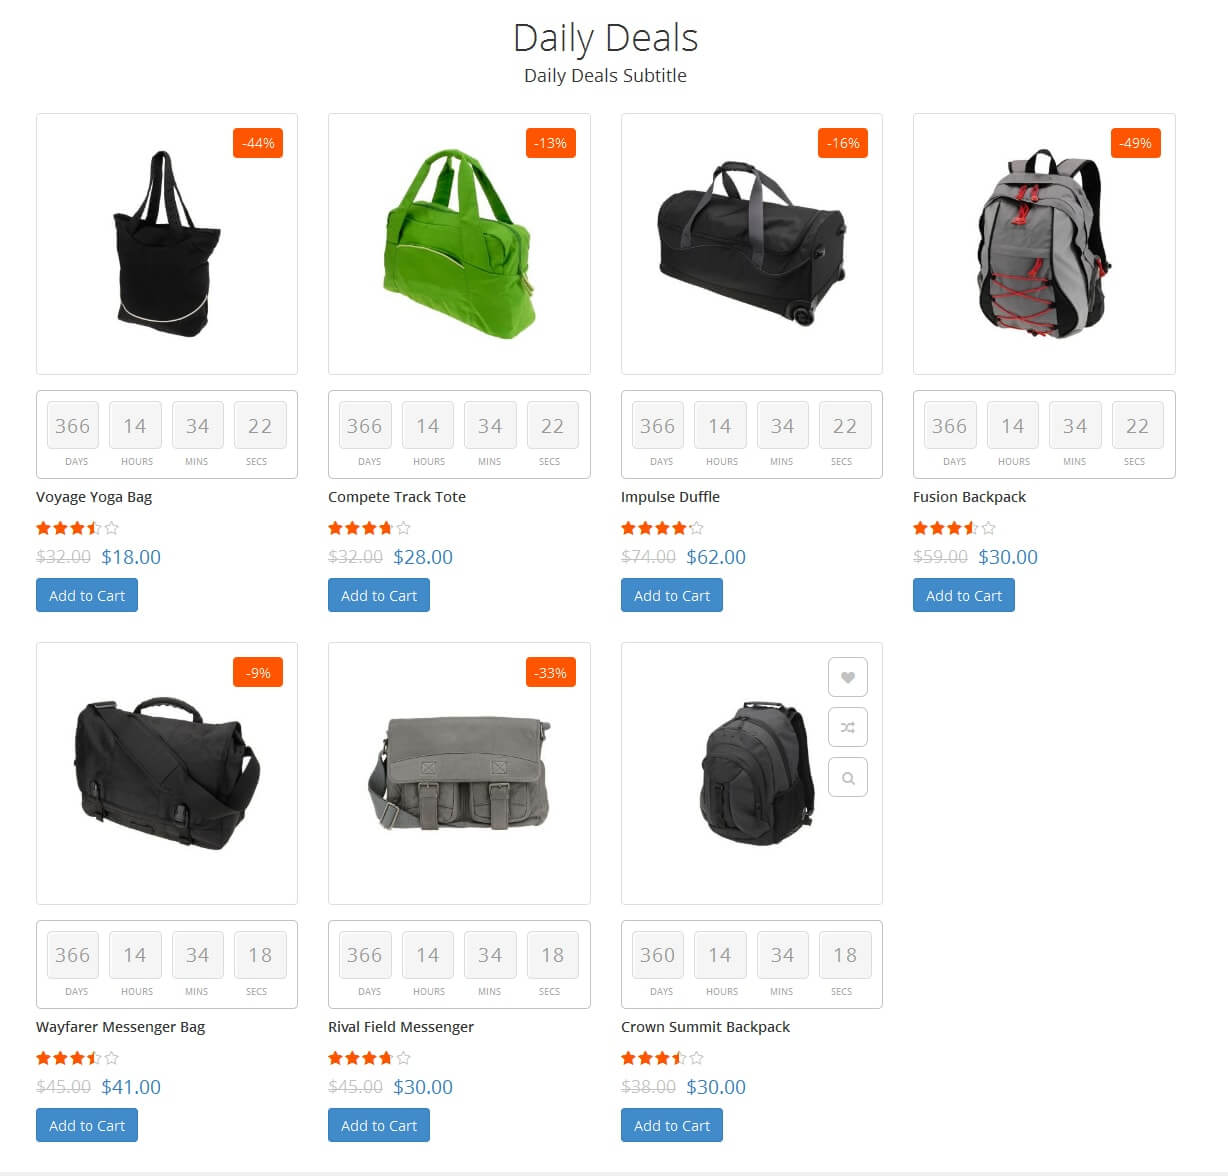 Daily Deals
Daily Deals Subtitle
-44%
-13%
-16%
-49%
366 14 34 22
366 14 34 22
366 14 34 22
366 14 34 22
DAYS HOURS MINS SECS
DAYS HOURS MINS SECS
DAYS HOURS MINS SECS
DAYS HOURS MINS SECS
Voyage Yoga Bag
Compete Track Tote
Impulse Duffle
Fusion Backpack
$32.00 $18.00
$32.00 $28.00
$74.00 $62.00
$59.00 $30.00
Add to Cart
Add to Cart
Add to Cart
Add to Cart
-9%
-33%
366 14 34 18
366 14 34 18
360 14 34 18
DAYS HOURS MINS SECS
DAYS HOURS MINS SECS
DAYS HOURS MINS SECS
Wayfarer Messenger Bag
Rival Field Messenger
Crown Summit Backpack
$45.00 $41.00
$45.00 $30.00
$38.00 $30.00
Add to Cart
Add to Cart
Add to Cart